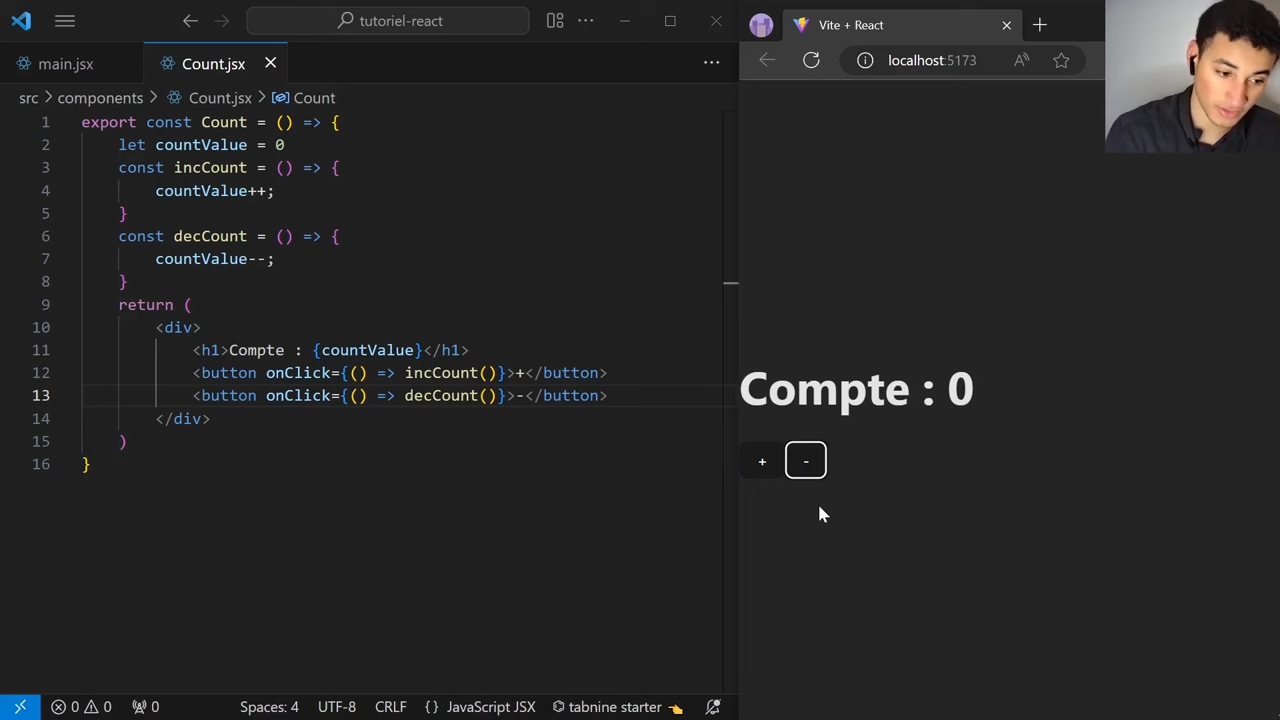 tutoriel-react
main.jsx
Count.jsx
src > components > Count.jsx > Count
1 export const Count = () => {
2 let countValue = 0
3 const incCount = () => {
4 countValue++;
5 }
6 const decCount = () => {
7 countValue--;
8 }
9 return (
10 <div>
11 <h1>Compte : {countValue}</h1>
12 <button onClick={() => incCount()}>+</button>
13 <button onClick={() => decCount()}>-</button>
14 </div>
15 )
16 }
0 0 0 Spaces: 4 UTF-8 CRLF {} JavaScript JSX tabnine starter
Vite + React
localhost:5173
Compte : 0
+ -